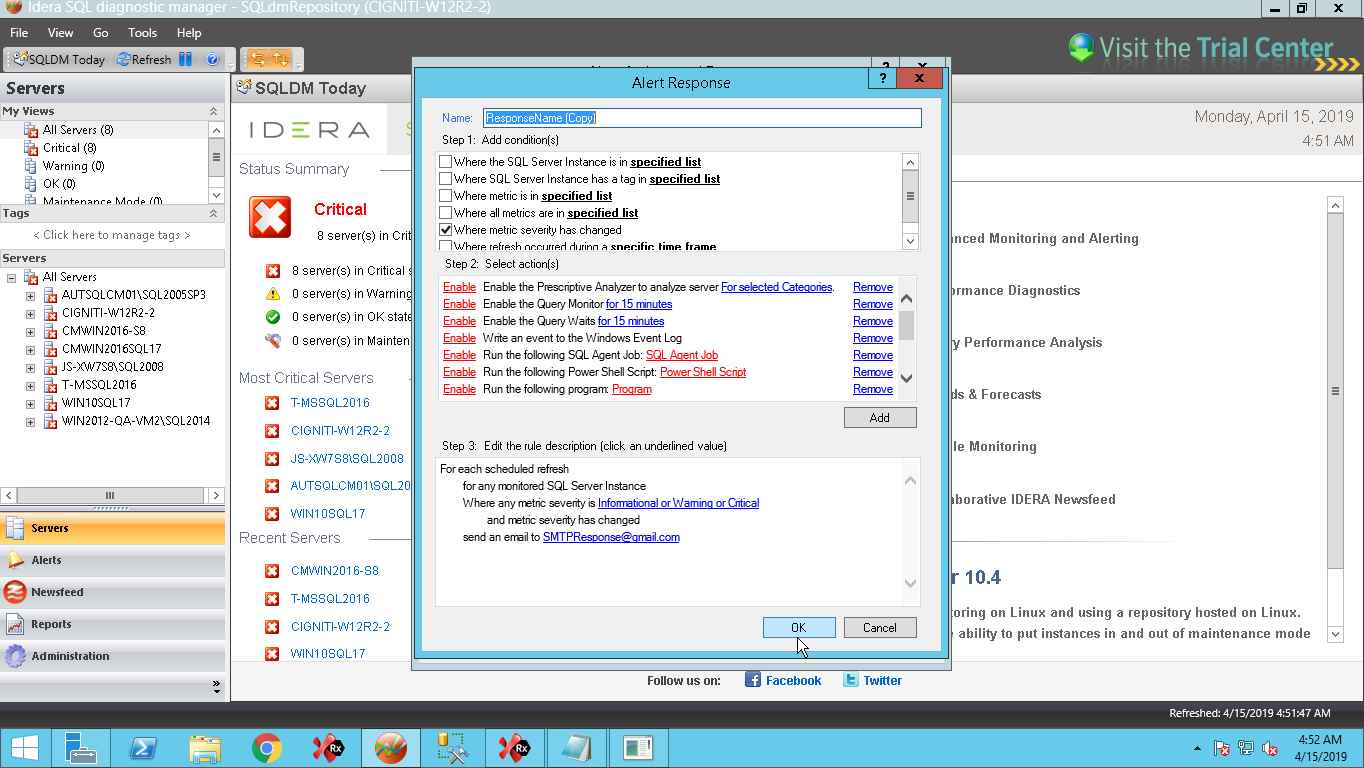 Idera SQL diagnostic manager - SQLdmRepository (CIGNITI-W12R2-2)
File View Go Tools Help
SQLDM Today Refresh
Visit the Trial Center
Servers
My Views
All Servers (8)
Critical (8)
Warning (0)
OK (0)
Maintenance Mode (0)
Tags
< Click here to manage tags >
Servers
All Servers
AUTSQLCM01\SQL2005SP3
CIGNITI-W12R2-2
CMWIN2016-S8
CMWIN2016SQL17
JS-XW7S8\SQL2008
T-MSSQL2016
WIN10SQL17
WIN2012-QA-VM2\SQL2014
Servers
Alerts
Newsfeed
Reports
Administration
SQLDM Today
IDERA
Monday, April 15, 2019
4:51 AM
Status Summary
Critical
8 server(s) in Crit
8 server(s) in Critical s
0 server(s) in Warning
0 server(s) in OK state
0 server(s) in Mainten
Most Critical Servers
T-MSSQL2016
CIGNITI-W12R2-2
JS-XW7S8\SQL2008
AUTSQLCM01\SQL20
WIN10SQL17
Recent Servers
CMWIN2016-S8
T-MSSQL2016
CIGNITI-W12R2-2
WIN10SQL17
Alert Response
? x
Name: ResponseName (Copy)
Step 1: Add condition(s)
Where the SQL Server Instance is in specified list
Where SQL Server Instance has a tag in specified list
Where metric is in specified list
Where all metrics are in specified list
Where metric severity has changed
Where refresh occurred during a specific time frame
Step 2: Select action(s)
Enable Enable the Prescriptive Analyzer to analyze server For selected Categories. Remove
Enable Enable the Query Monitor for 15 minutes Remove
Enable Enable the Query Waits for 15 minutes Remove
Enable Write an event to the Windows Event Log Remove
Enable Run the following SQL Agent Job: SQL Agent Job Remove
Enable Run the following Power Shell Script: Power Shell Script Remove
Enable Run the following program: Program Remove
Add
Step 3: Edit the rule description (click an underlined value)
For each scheduled refresh
for any monitored SQL Server Instance
Where any metric severity is Informational or Warning or Critical
and metric severity has changed
send an email to SMTPResponse@gmail.com
OK Cancel
anced Monitoring and Alerting
ormance Diagnostics
y Performance Analysis
ds & Forecasts
le Monitoring
aborative IDERA Newsfeed
r 10.4
toring on Linux and using a repository hosted on Linux.
ability to put instances in and out of maintenance mode
Follow us on: Facebook Twitter
Refreshed: 4/15/2019 4:51:47 AM
Rx
Rx
4:52 AM
4/15/2019